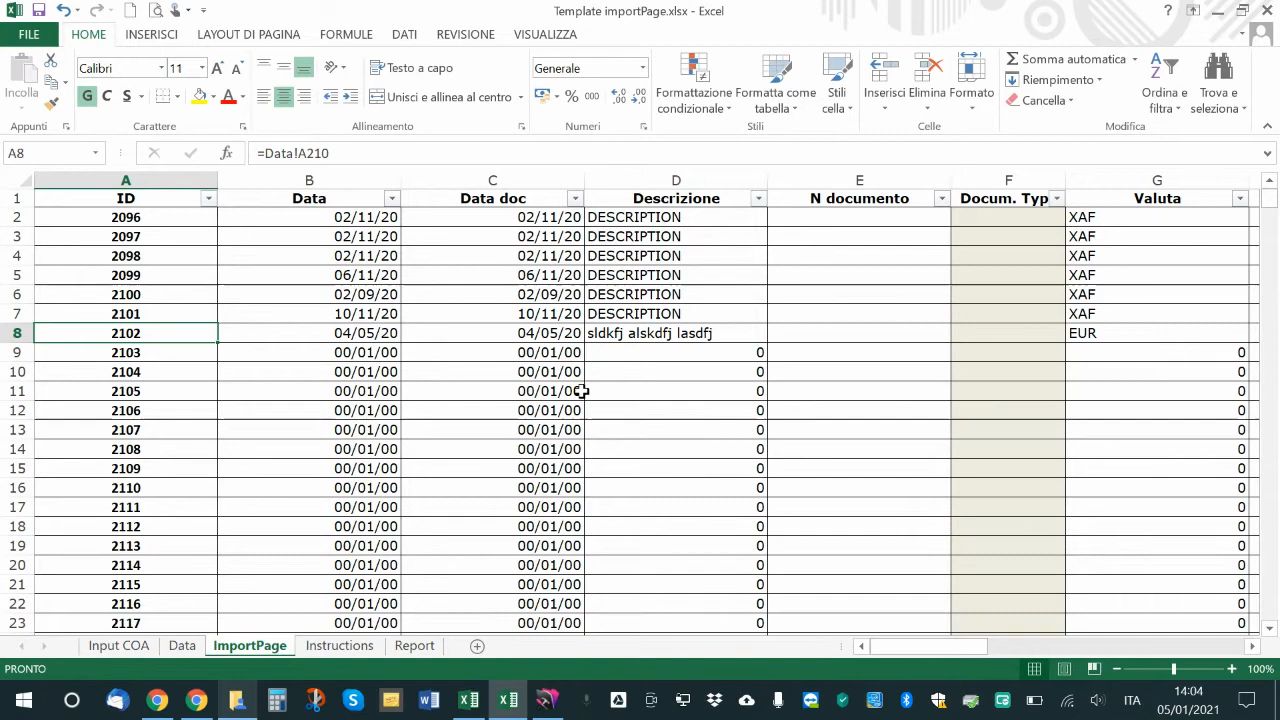 Template importPage.xlsx - Excel
FILE HOME INSERISCI LAYOUT DI PAGINA FORMULE DATI REVISIONE VISUALIZZA
Incolla
Calibri 11
G C S
Testo a capo
Unisci e allinea al centro
Generale
% 000
Formattazione condizionale
Formatta come tabella
Stili cella
Inserisci Elimina Formato
Somma automatica
Riempimento
Cancella
Ordina e filtra
Trova e seleziona
Appunti Carattere Allineamento Numeri Stili Celle Modifica
A8 fx =Data!A210
A B C D E F G
1 ID Data Data doc Descrizione N documento Docum. Typ Valuta
2 2096 02/11/20 02/11/20 DESCRIPTION XAF
3 2097 02/11/20 02/11/20 DESCRIPTION XAF
4 2098 02/11/20 02/11/20 DESCRIPTION XAF
5 2099 06/11/20 06/11/20 DESCRIPTION XAF
6 2100 02/09/20 02/09/20 DESCRIPTION XAF
7 2101 10/11/20 10/11/20 DESCRIPTION XAF
8 2102 04/05/20 04/05/20 sldkfj alskdfj lasdfj EUR
9 2103 00/01/00 00/01/00 0 0
10 2104 00/01/00 00/01/00 0 0
11 2105 00/01/00 00/01/00 0 0
12 2106 00/01/00 00/01/00 0 0
13 2107 00/01/00 00/01/00 0 0
14 2108 00/01/00 00/01/00 0 0
15 2109 00/01/00 00/01/00 0 0
16 2110 00/01/00 00/01/00 0 0
17 2111 00/01/00 00/01/00 0 0
18 2112 00/01/00 00/01/00 0 0
19 2113 00/01/00 00/01/00 0 0
20 2114 00/01/00 00/01/00 0 0
21 2115 00/01/00 00/01/00 0 0
22 2116 00/01/00 00/01/00 0 0
23 2117 00/01/00 00/01/00 0 0
Input COA Data ImportPage Instructions Report
PRONTO 100%
ITA 14:04
05/01/2021